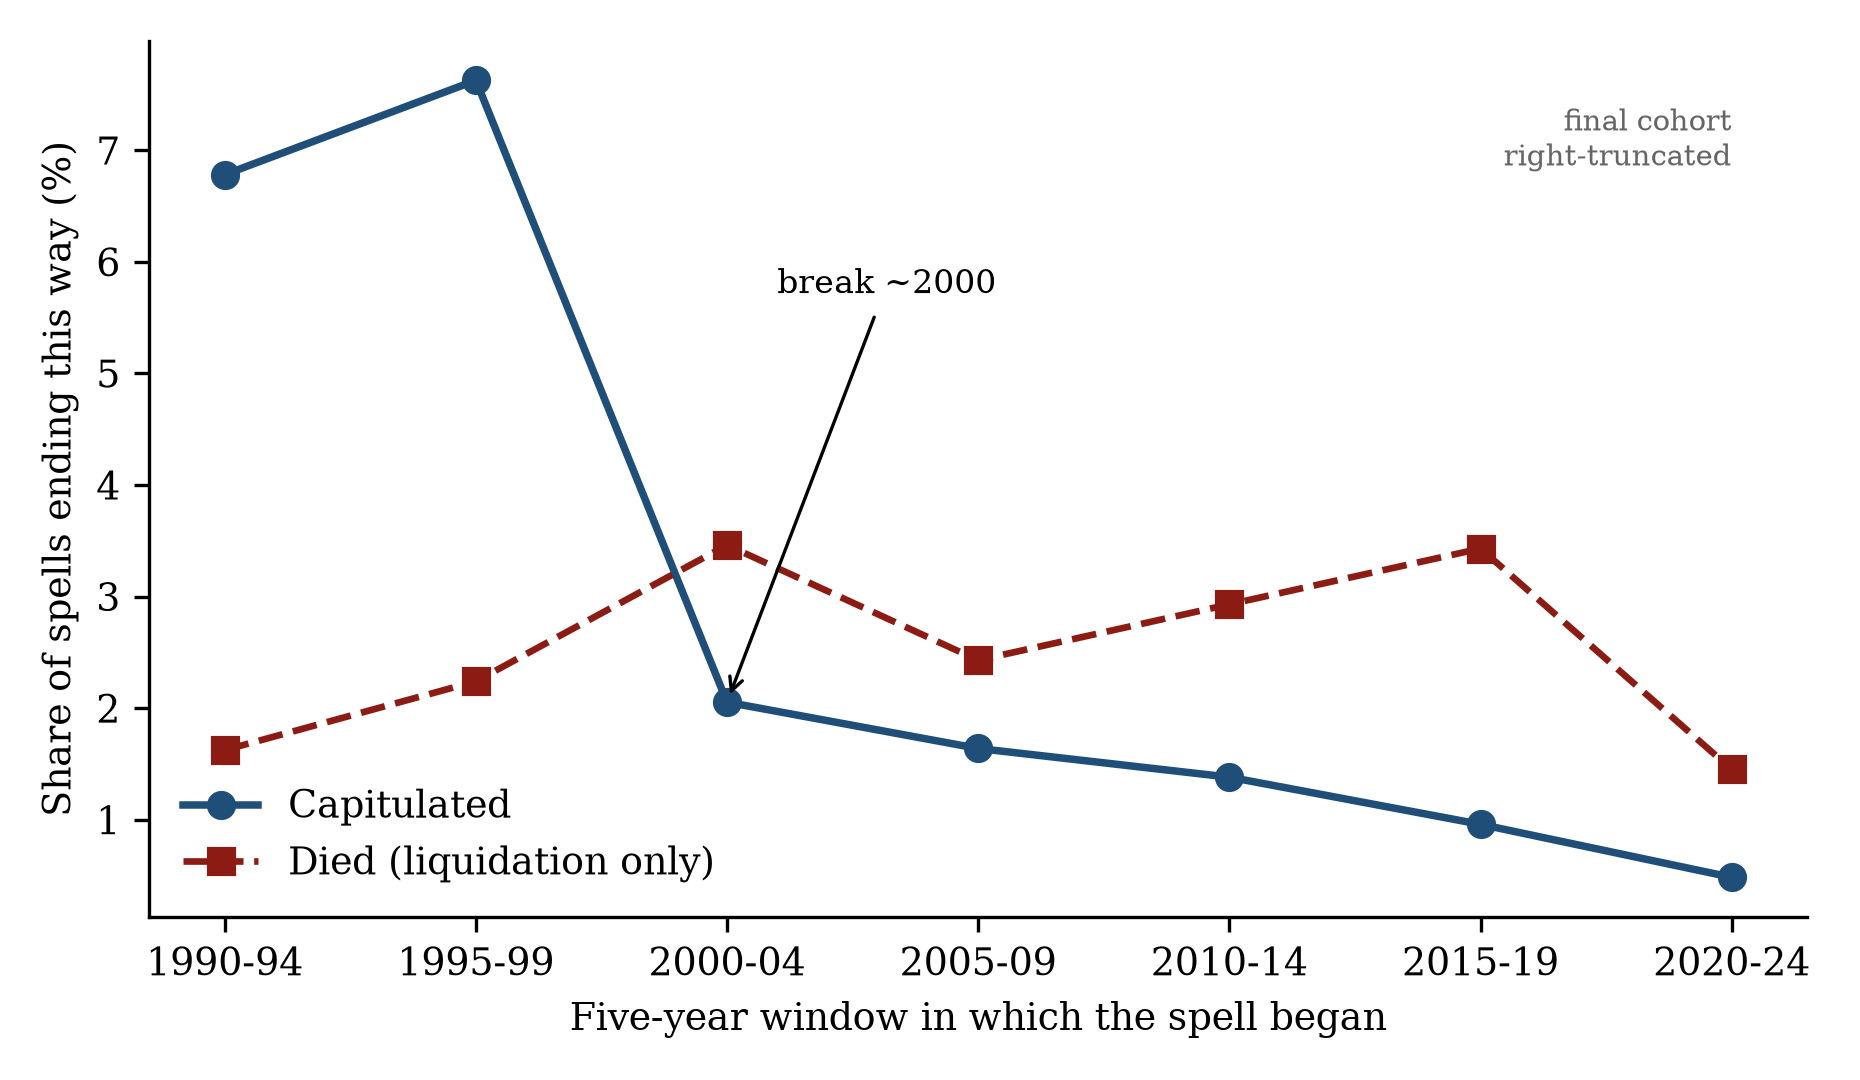 final cohort
right-truncated
break ~2000
Share of spells ending this way (%)
7
6
5
4
3
2
1
Capitulated
Died (liquidation only)
1990-94 1995-99 2000-04 2005-09 2010-14 2015-19 2020-24
Five-year window in which the spell began